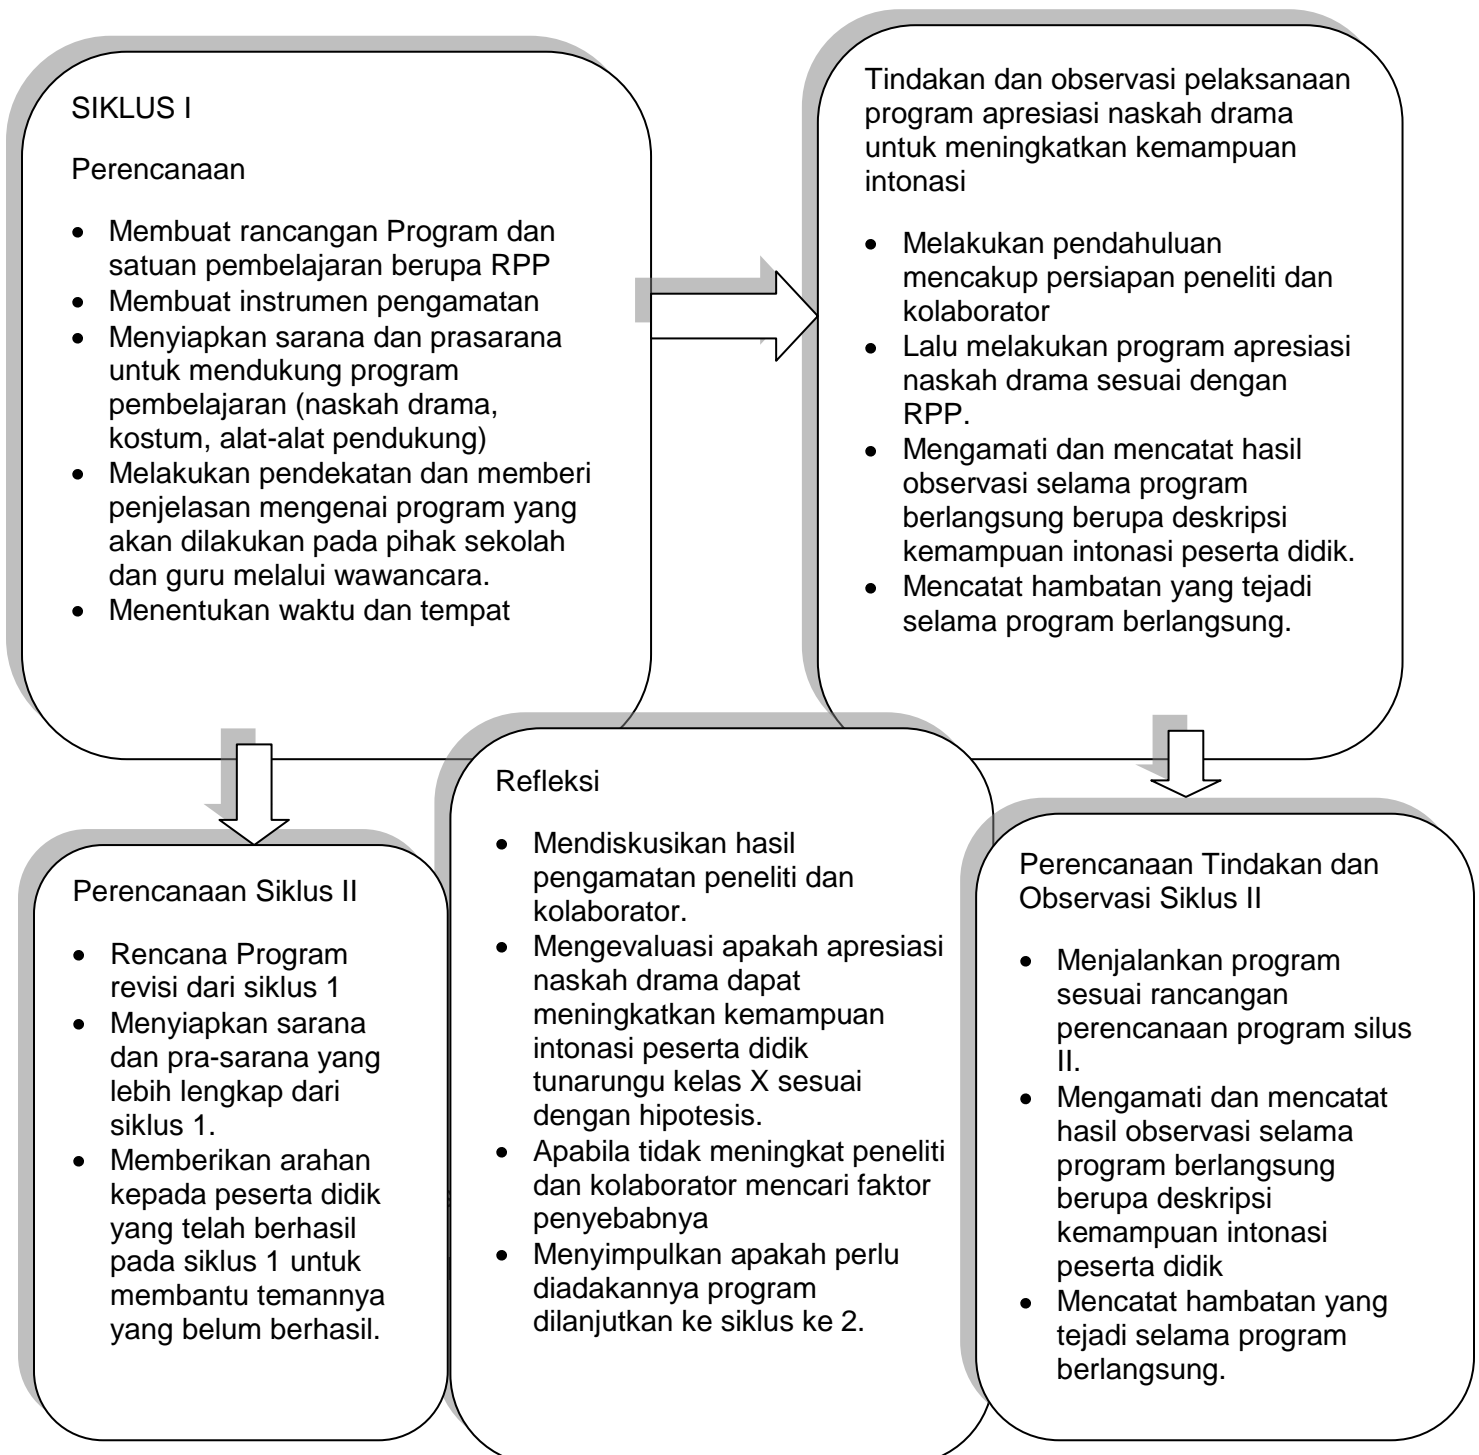 SIKLUS I
Perencanaan
• Membuat rancangan Program dan
satuan pembelajaran berupa RPP
• Membuat instrumen pengamatan
• Menyiapkan sarana dan prasarana
untuk mendukung program
pembelajaran (naskah drama,
kostum, alat-alat pendukung)
• Melakukan pendekatan dan memberi
penjelasan mengenai program yang
akan dilakukan pada pihak sekolah
dan guru melalui wawancara.
• Menentukan waktu dan tempat
Tindakan dan observasi pelaksanaan
program apresiasi naskah drama
untuk meningkatkan kemampuan
intonasi
• Melakukan pendahuluan
mencakup persiapan peneliti dan
kolaborator
• Lalu melakukan program apresiasi
naskah drama sesuai dengan
RPP.
• Mengamati dan mencatat hasil
observasi selama program
berlangsung berupa deskripsi
kemampuan intonasi peserta didik.
• Mencatat hambatan yang tejadi
selama program berlangsung.
Perencanaan Siklus II
• Rencana Program
revisi dari siklus 1
• Menyiapkan sarana
dan pra-sarana yang
lebih lengkap dari
siklus 1.
• Memberikan arahan
kepada peserta didik
yang telah berhasil
pada siklus 1 untuk
membantu temannya
yang belum berhasil.
Refleksi
• Mendiskusikan hasil
pengamatan peneliti dan
kolaborator.
• Mengevaluasi apakah apresiasi
naskah drama dapat
meningkatkan kemampuan
intonasi peserta didik
tunarungu kelas X sesuai
dengan hipotesis.
• Apabila tidak meningkat peneliti
dan kolaborator mencari faktor
penyebabnya
• Menyimpulkan apakah perlu
diadakannya program
dilanjutkan ke siklus ke 2.
Perencanaan Tindakan dan
Observasi Siklus II
• Menjalankan program
sesuai rancangan
perencanaan program silus
II.
• Mengamati dan mencatat
hasil observasi selama
program berlangsung
berupa deskripsi
kemampuan intonasi
peserta didik
• Mencatat hambatan yang
tejadi selama program
berlangsung.